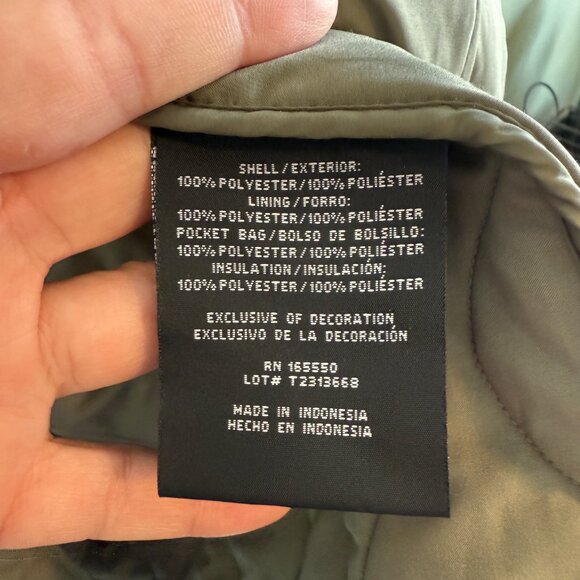 SHELL/EXTERIOR:
100% POLYESTER/100% POLIÉSTER
LINING/FORRO:
100% POLYESTER/100% POLIÉSTER
POCKET BAG/BOLSO DE BOLSILLO:
100% POLYESTER/100% POLIÉSTER
INSULATION/INSULACIÓN:
100% POLYESTER/100% POLIÉSTER
EXCLUSIVE OF DECORATION
EXCLUSIVO DE LA DECORACIÓN
RN 165550
LOT# T2313668
MADE IN INDONESIA
HECHO EN INDONESIA